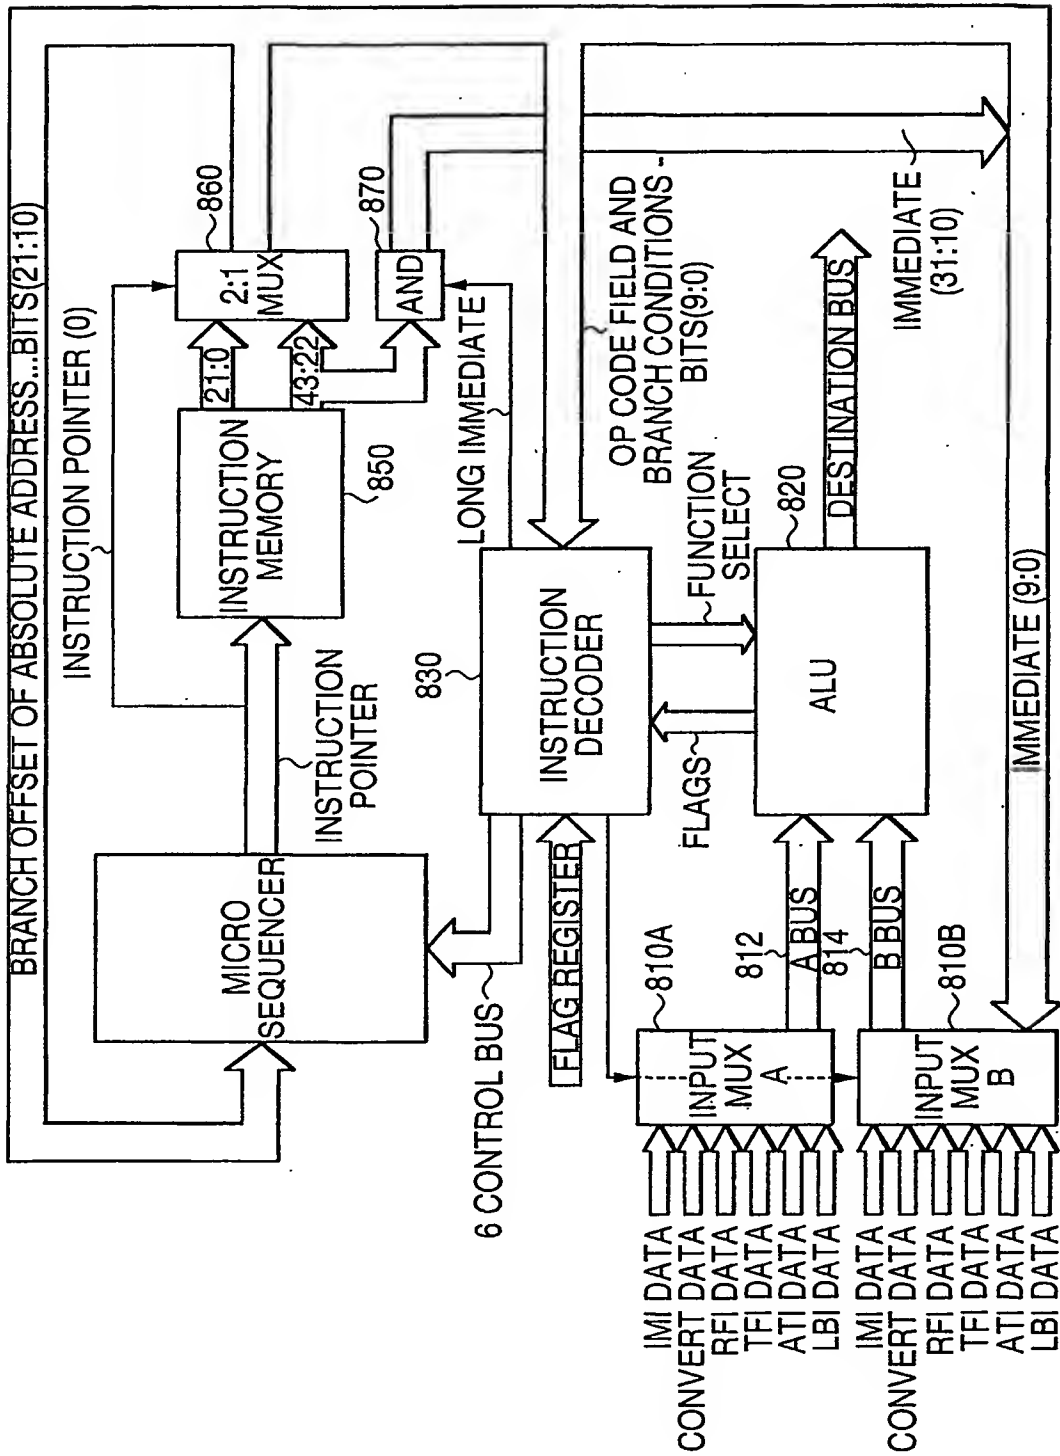 BRANCH OFFSET OF ABSOLUTE ADDRESS...BITS(21:10)
INSTRUCTION POINTER (0)
860
2:1
MUX
870
AND
21:0
43:22
INSTRUCTION
MEMORY
850
INSTRUCTION
POINTER
MICRO
SEQUENCER
LONG IMMEDIATE
OP CODE FIELD AND
BRANCH CONDITIONS
BITS(9:0)
IMMEDIATE
(31:10)
830
INSTRUCTION
DECODER
6 CONTROL BUS
FLAG REGISTER
FUNCTION
SELECT
FLAGS
820
ALU
DESTINATION BUS
IMMEDIATE (9:0)
812
A BUS
814
B BUS
810A
INPUT
MUX
A
810B
INPUT
MUX
B
IMI DATA
CONVERT DATA
RFI DATA
TFI DATA
ATI DATA
LBI DATA
IMI DATA
CONVERT DATA
RFI DATA
TFI DATA
ATI DATA
LBI DATA